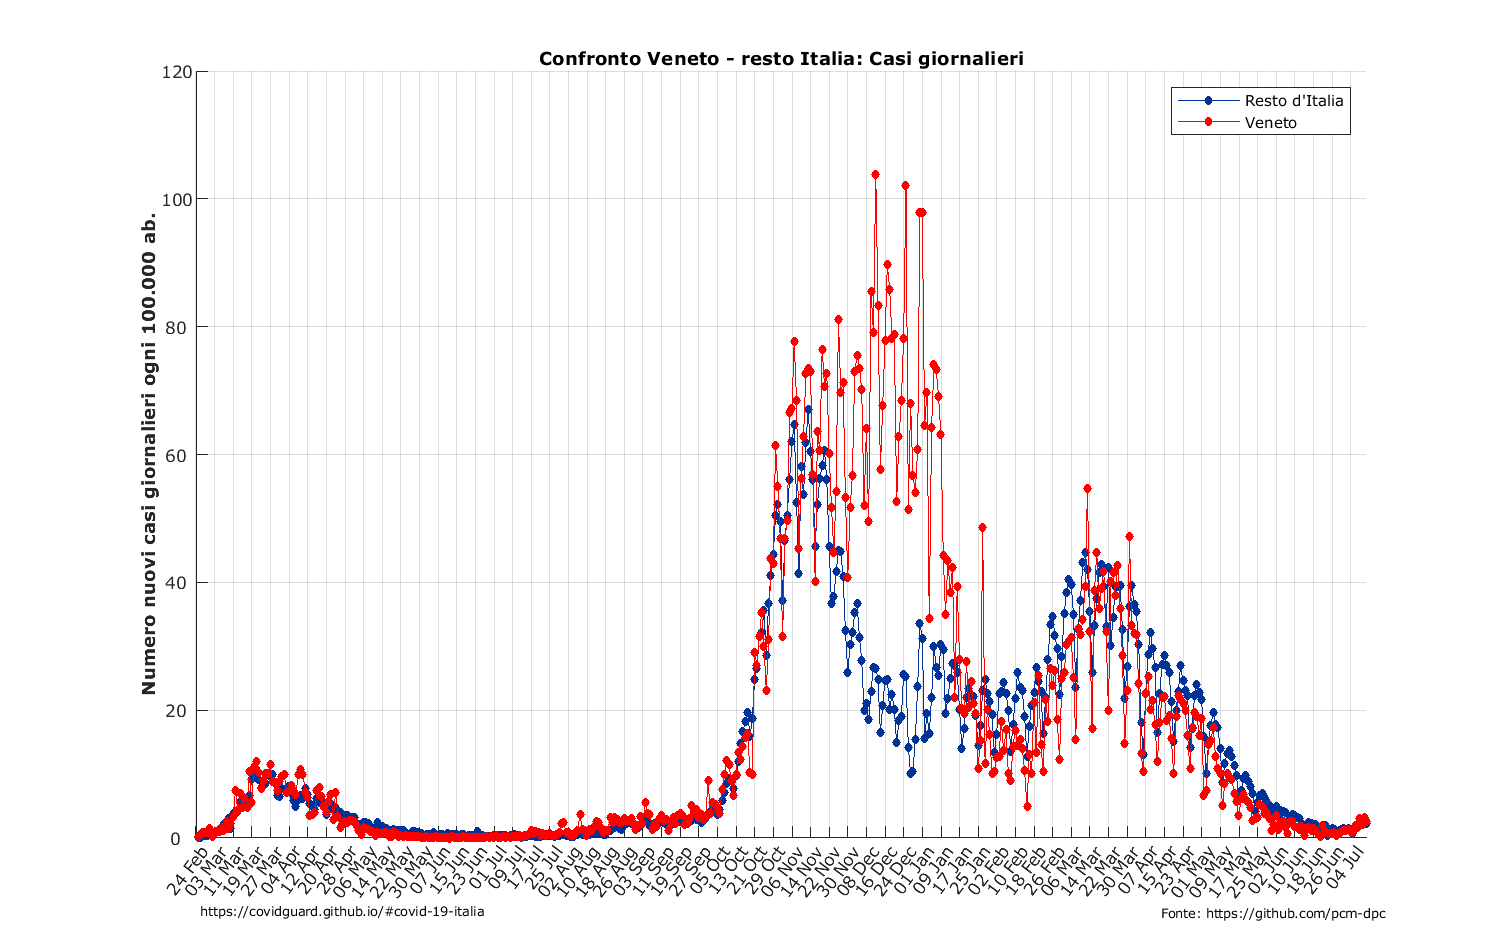 Confronto Veneto - resto Italia: Casi giornalieri
Resto d'Italia
Veneto
Numero nuovi casi giornalieri ogni 100.000 ab.
120
100
80
60
40
20
0
24 Feb
03 Mar
11 Mar
19 Mar
27 Mar
04 Apr
12 Apr
20 Apr
28 Apr
06 May
14 May
22 May
30 May
07 Jun
15 Jun
23 Jun
01 Jul
09 Jul
17 Jul
25 Jul
02 Aug
10 Aug
18 Aug
26 Aug
03 Sep
11 Sep
19 Sep
27 Sep
05 Oct
13 Oct
21 Oct
29 Oct
06 Nov
14 Nov
22 Nov
30 Nov
08 Dec
16 Dec
24 Dec
01 Jan
09 Jan
17 Jan
25 Jan
02 Feb
10 Feb
18 Feb
26 Feb
06 Mar
14 Mar
22 Mar
30 Mar
07 Apr
15 Apr
23 Apr
01 May
09 May
17 May
25 May
02 Jun
10 Jun
18 Jun
26 Jun
04 Jul
https://covidguard.github.io/#covid-19-italia
Fonte: https://github.com/pcm-dpc